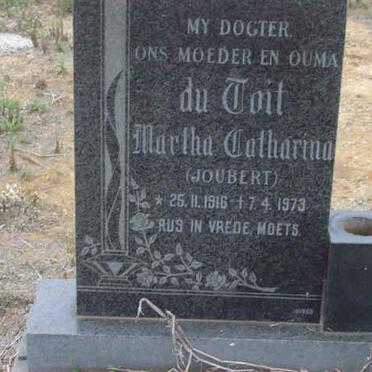 MY DOGTER,
ONS MOEDER EN OUMA
du Toit
Martha Catharina
(JOUBERT)
* 25.11.1916 - † 7.4.1973
RUS IN VREDE, MOETS.